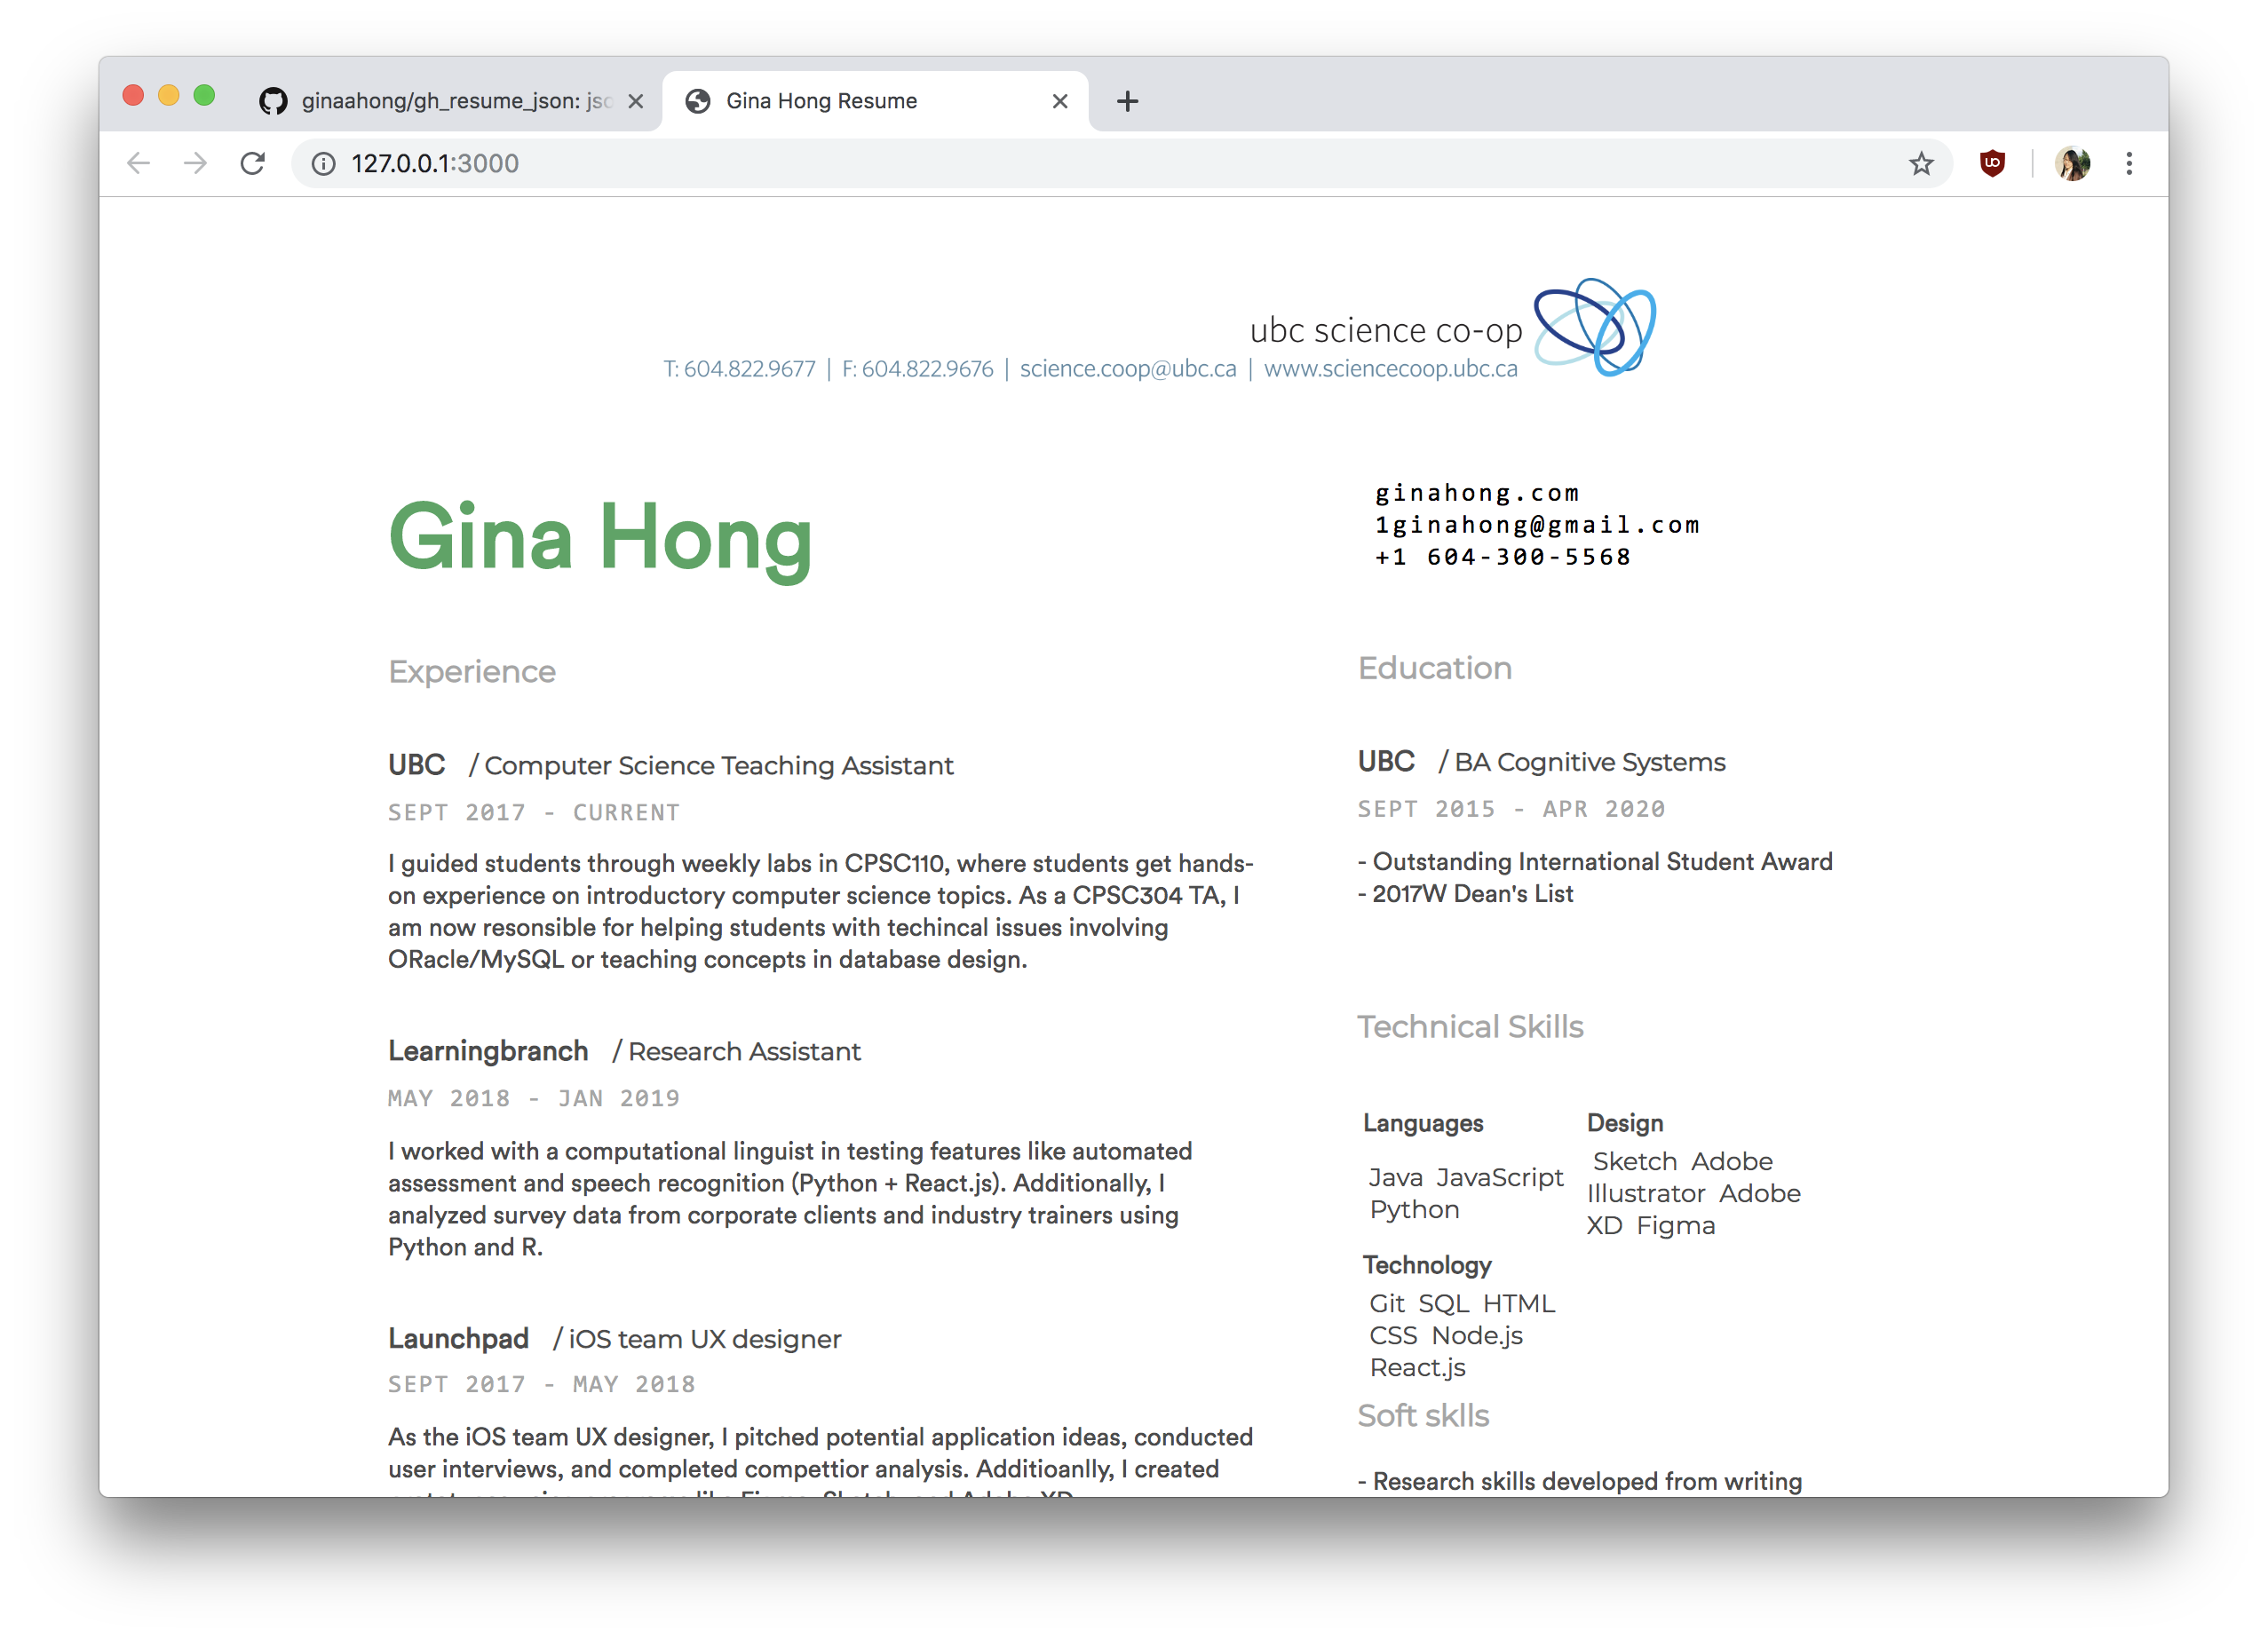 ginaahong/gh_resume_json: jso
Gina Hong Resume
127.0.0.1:3000
ubc science co-op
T: 604.822.9677 | F: 604.822.9676 | science.coop@ubc.ca | www.sciencecoop.ubc.ca
Gina Hong
ginahong.com
1ginahong@gmail.com
+1 604-300-5568
Experience
UBC / Computer Science Teaching Assistant
SEPT 2017 - CURRENT
I guided students through weekly labs in CPSC110, where students get hands-
on experience on introductory computer science topics. As a CPSC304 TA, I
am now resonsible for helping students with techincal issues involving
ORacle/MySQL or teaching concepts in database design.
Learningbranch / Research Assistant
MAY 2018 - JAN 2019
I worked with a computational linguist in testing features like automated
assessment and speech recognition (Python + React.js). Additionally, I
analyzed survey data from corporate clients and industry trainers using
Python and R.
Launchpad / iOS team UX designer
SEPT 2017 - MAY 2018
As the iOS team UX designer, I pitched potential application ideas, conducted
user interviews, and completed compettior analysis. Additioanlly, I created
Education
UBC / BA Cognitive Systems
SEPT 2015 - APR 2020
- Outstanding International Student Award
- 2017W Dean's List
Technical Skills
Languages
Java JavaScript
Python
Design
Sketch Adobe
Illustrator Adobe
XD Figma
Technology
Git SQL HTML
CSS Node.js
React.js
Soft sklls
- Research skills developed from writing